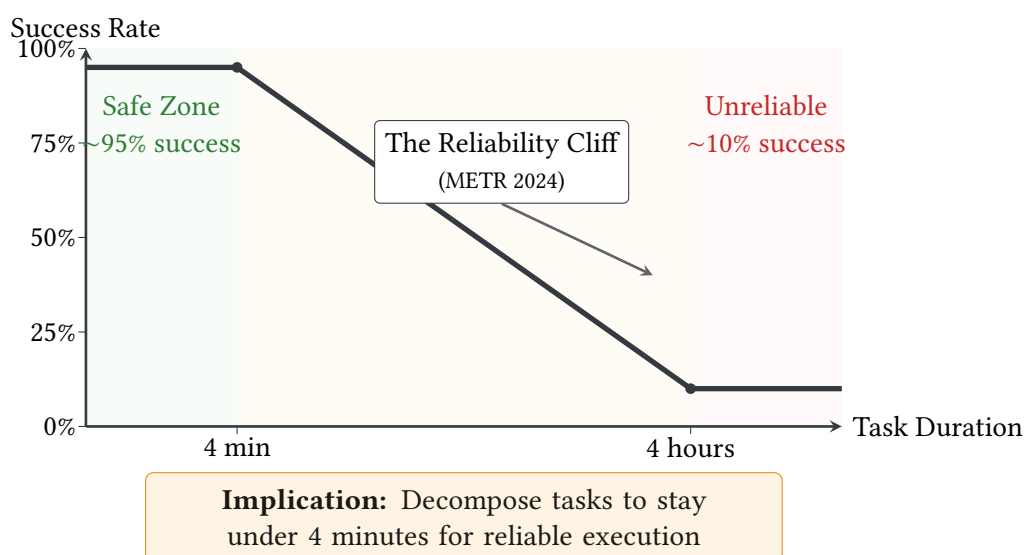 Success Rate
100%
Safe Zone
Unreliable
75%
~95% success
The Reliability Cliff
~10% success
(METR 2024)
50%
25%
0%
Task Duration
4 min
4 hours
Implication: Decompose tasks to stay
under 4 minutes for reliable execution